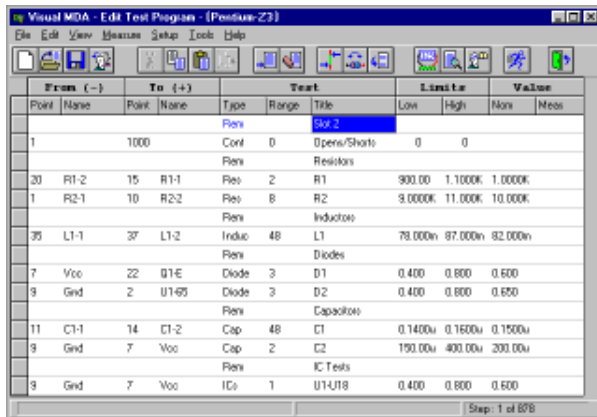 Visual MDA - Edit Test Program - (Pentium-Z3)
File Edit View Measure Setup Tools Help
From (-) To (+) Test Limits Value
Point Name Point Name Type Range Title Low High Nom Meas
Rem Slot 2
1 1000 Cont 0 Opens/Shorts 0 0
Rem Resistors
20 R1-2 15 R1-1 Res 2 R1 900.00 1.1000K 1.0000K
1 R2-1 10 R2-2 Res 8 R2 9.0000K 11.000K 10.000K
Rem Inductors
35 L1-1 37 L1-2 Induc 48 L1 78.000m 87.000m 82.000m
Rem Diodes
7 Vcc 22 Q1-E Diode 3 D1 0.400 0.800 0.600
9 Gnd 2 U1-65 Diode 3 D2 0.400 0.800 0.650
Rem Capacitors
11 C1-1 14 C1-2 Cap 48 C1 0.1400u 0.1600u 0.1500u
9 Gnd 7 Vcc Cap 2 C2 150.00u 400.00u 200.00u
Rem IC Tests
9 Gnd 7 Vcc ICs 1 U1-U18 0.400 0.800 0.600
Step: 1 of 878